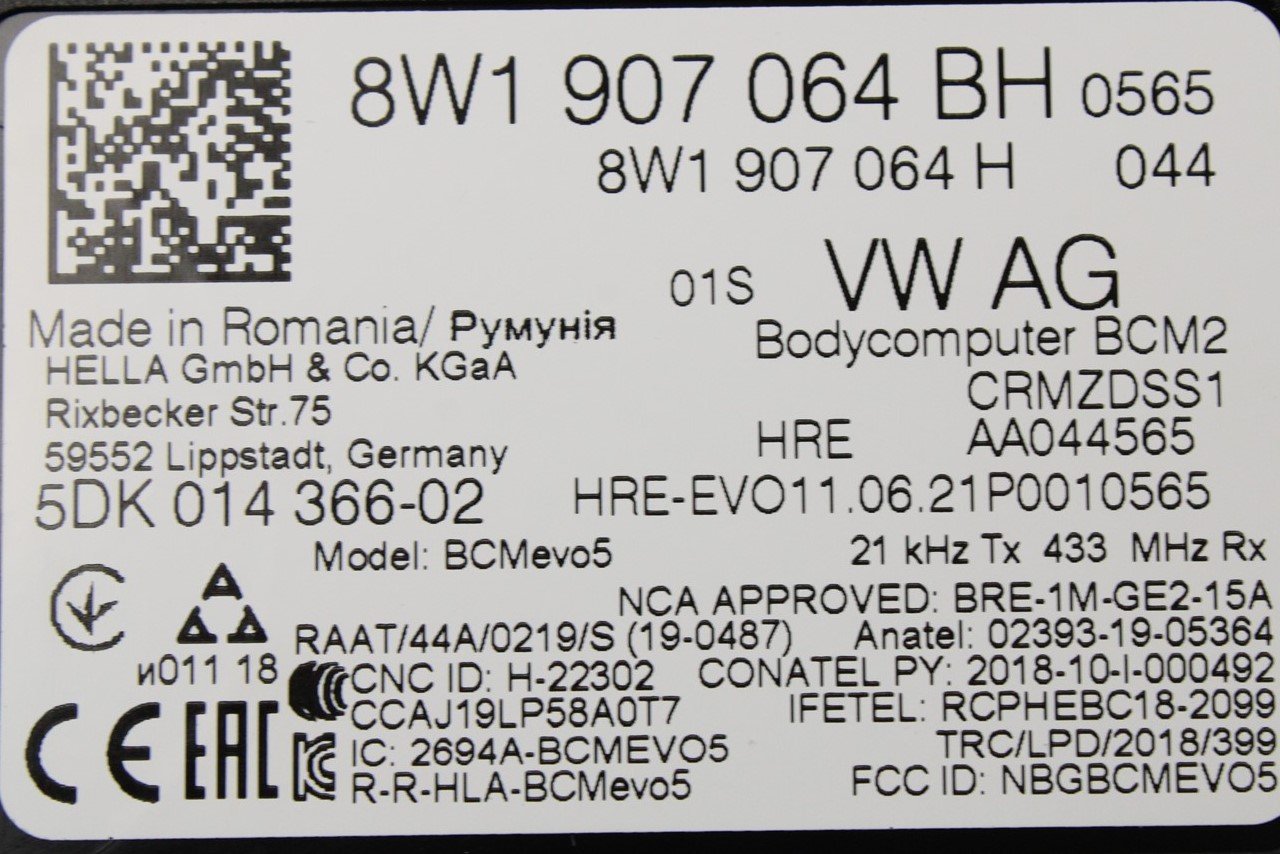 8W1 907 064 BH 0565
8W1 907 064 H 044
01S VW AG
Made in Romania/ Румунія
Bodycomputer BCM2
HELLA GmbH & Co. KGaA
CRMZDSS1
Rixbecker Str.75
HRE AA044565
59552 Lippstadt, Germany
5DK 014 366-02
HRE-EVO11.06.21P0010565
Model: BCMevo5 21 kHz Tx 433 MHz Rx
NCA APPROVED: BRE-1M-GE2-15A
RAAT/44A/0219/S (19-0487) Anatel: 02393-19-05364
и011 18
CNC ID: H-22302 CONATEL PY: 2018-10-I-000492
CCAJ19LP58A0T7 IFETEL: RCPHEBC18-2099
CE EAC
IC: 2694A-BCMEVO5 TRC/LPD/2018/399
R-R-HLA-BCMevo5 FCC ID: NBGBCMEVO5